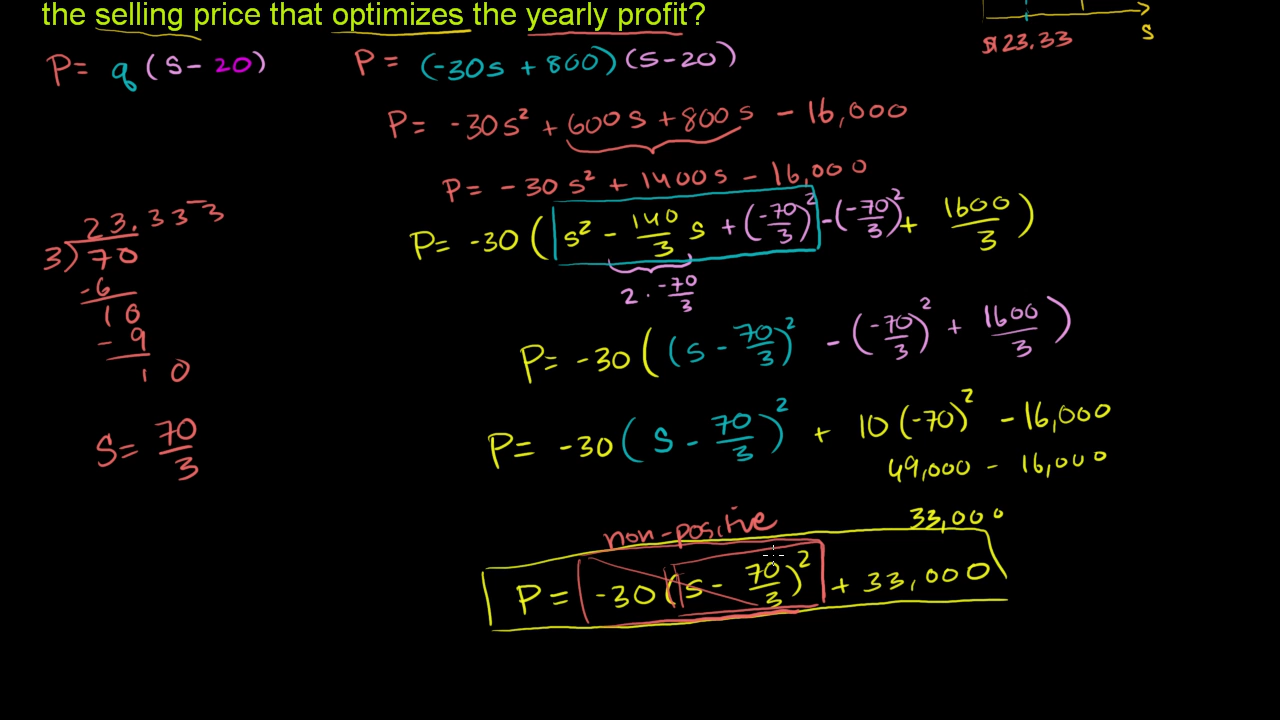 the selling price that optimizes the yearly profit?
$23.33 s
P= q (S-20) P= (-30s + 800)(s-20)
P= -30s² + 600s + 800s - 16,000
P= -30s² + 1400s - 16,000
P= -30 ( s² - 140/3 s + (-70/3)² - (-70/3)² + 1600/3 )
2 · -70/3
23.33 3
3)70
-6
10
-9
10
P= -30 ( (s - 70/3)² - (-70/3)² + 1600/3 )
S= 70/3
P= -30 ( S - 70/3 )² + 10(-70)² - 16,000
49,000 - 16,000
33,000
non-positive
P= -30 (s - 70/3)² + 33,000